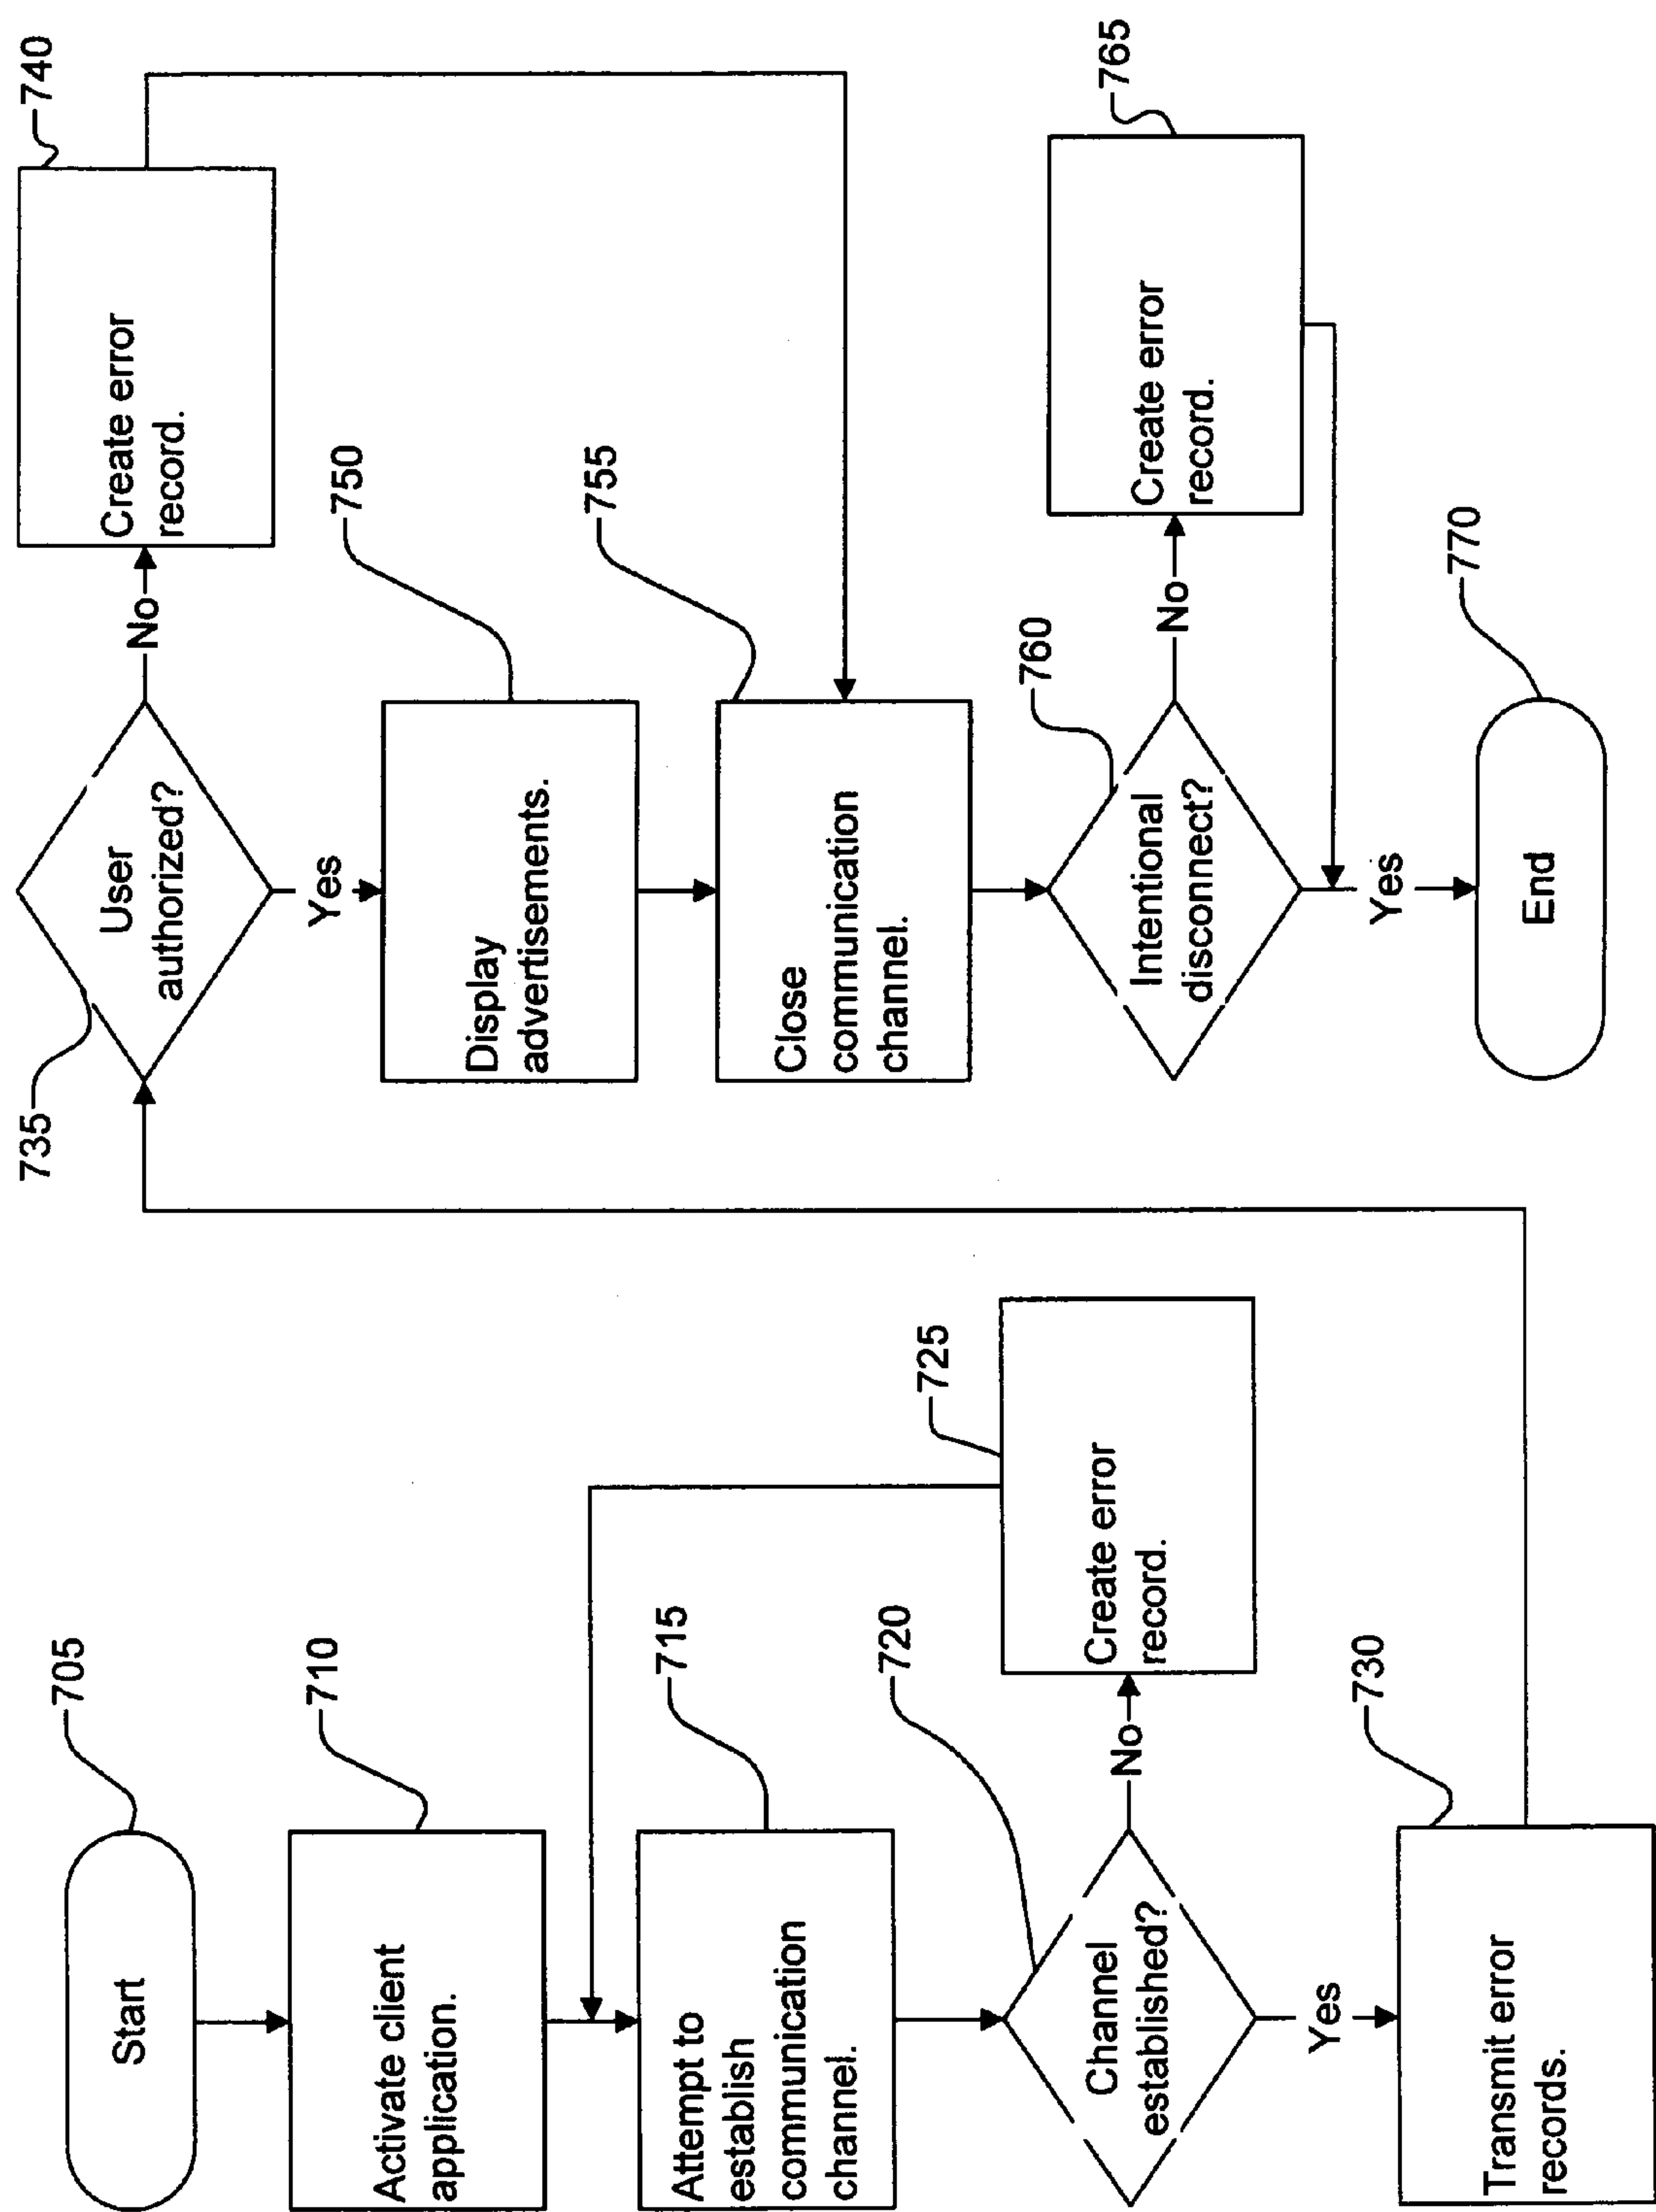 Start
705
Activate client
application.
710
Attempt to
establish
communication
channel.
715
Channel
established?
720
No
Create error
record.
725
Yes
Transmit error
records.
730
User
authorized?
735
No
Create error
record.
740
Yes
Display
advertisements.
750
Close
communication
channel.
755
Intentional
disconnect?
760
No
Create error
record.
765
Yes
End
770